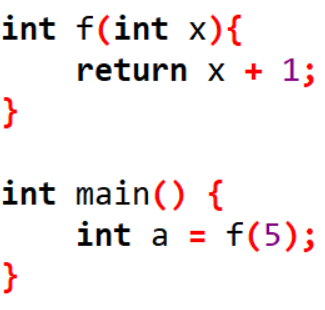 int f(int x){
    return x + 1;
}

int main() {
    int a = f(5);
}